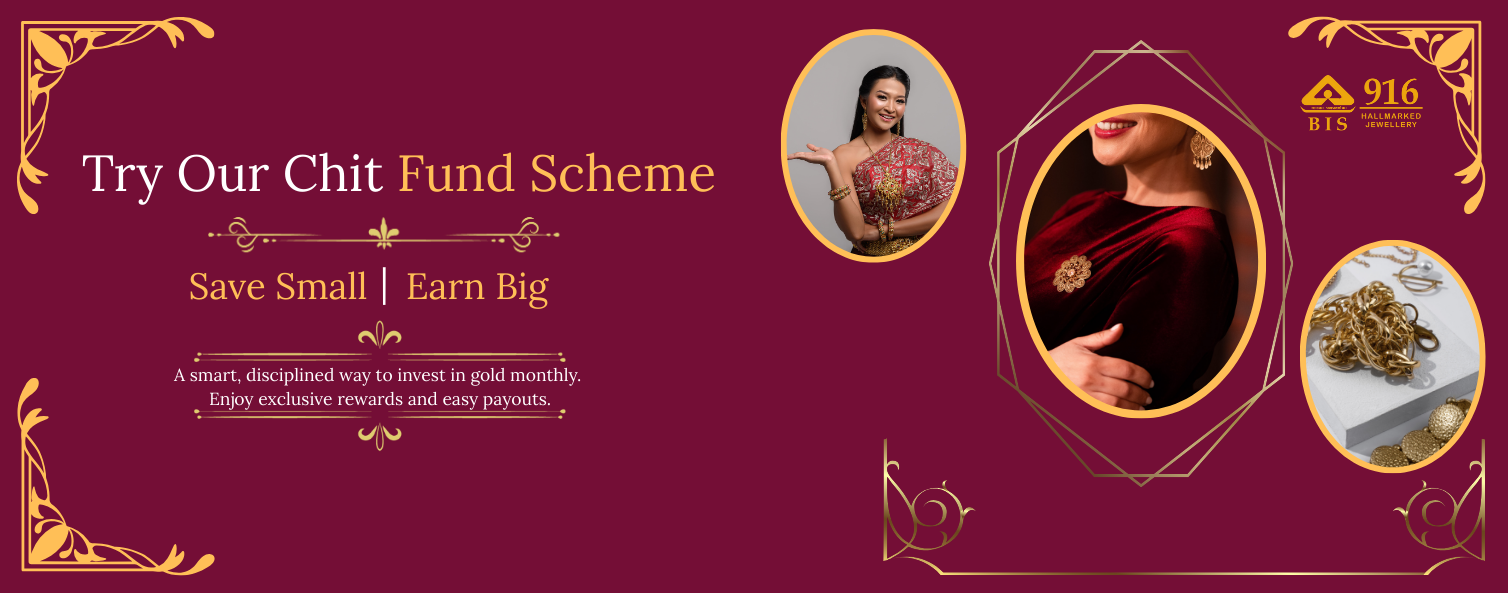 Try Our Chit Fund Scheme
Save Small | Earn Big
A smart, disciplined way to invest in gold monthly.
Enjoy exclusive rewards and easy payouts.
BIS
916
HALLMARKED
JEWELLERY